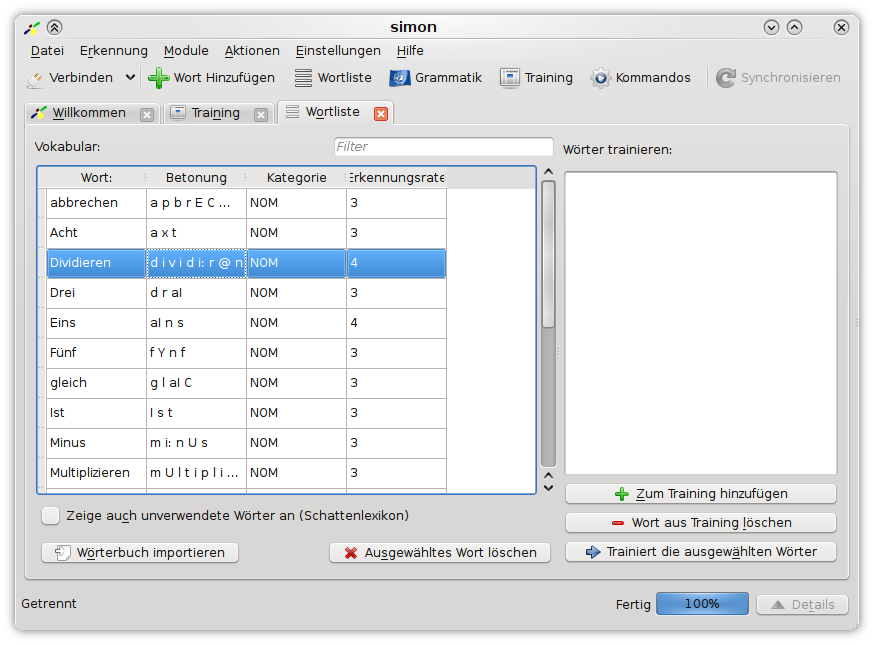 simon
Datei Erkennung Module Aktionen Einstellungen Hilfe
Verbinden Wort Hinzufügen Wortliste Grammatik Training Kommandos Synchronisieren
Willkommen Training Wortliste
Vokabular: Filter Wörter trainieren:
Wort: Betonung Kategorie Erkennungsrate
abbrechen a p b r E C ... NOM 3
Acht a x t NOM 3
Dividieren d i v i d i: r @ n NOM 4
Drei d r aI NOM 3
Eins aI n s NOM 4
Fünf f Y n f NOM 3
gleich g l aI C NOM 3
Ist I s t NOM 3
Minus m i: n U s NOM 3
Multiplizieren m U l t i p l i ... NOM 3
Zum Training hinzufügen
Zeige auch unverwendete Wörter an (Schattenlexikon) Wort aus Training löschen
Wörterbuch importieren Ausgewähltes Wort löschen Trainiert die ausgewählten Wörter
Getrennt Fertig 100% Details